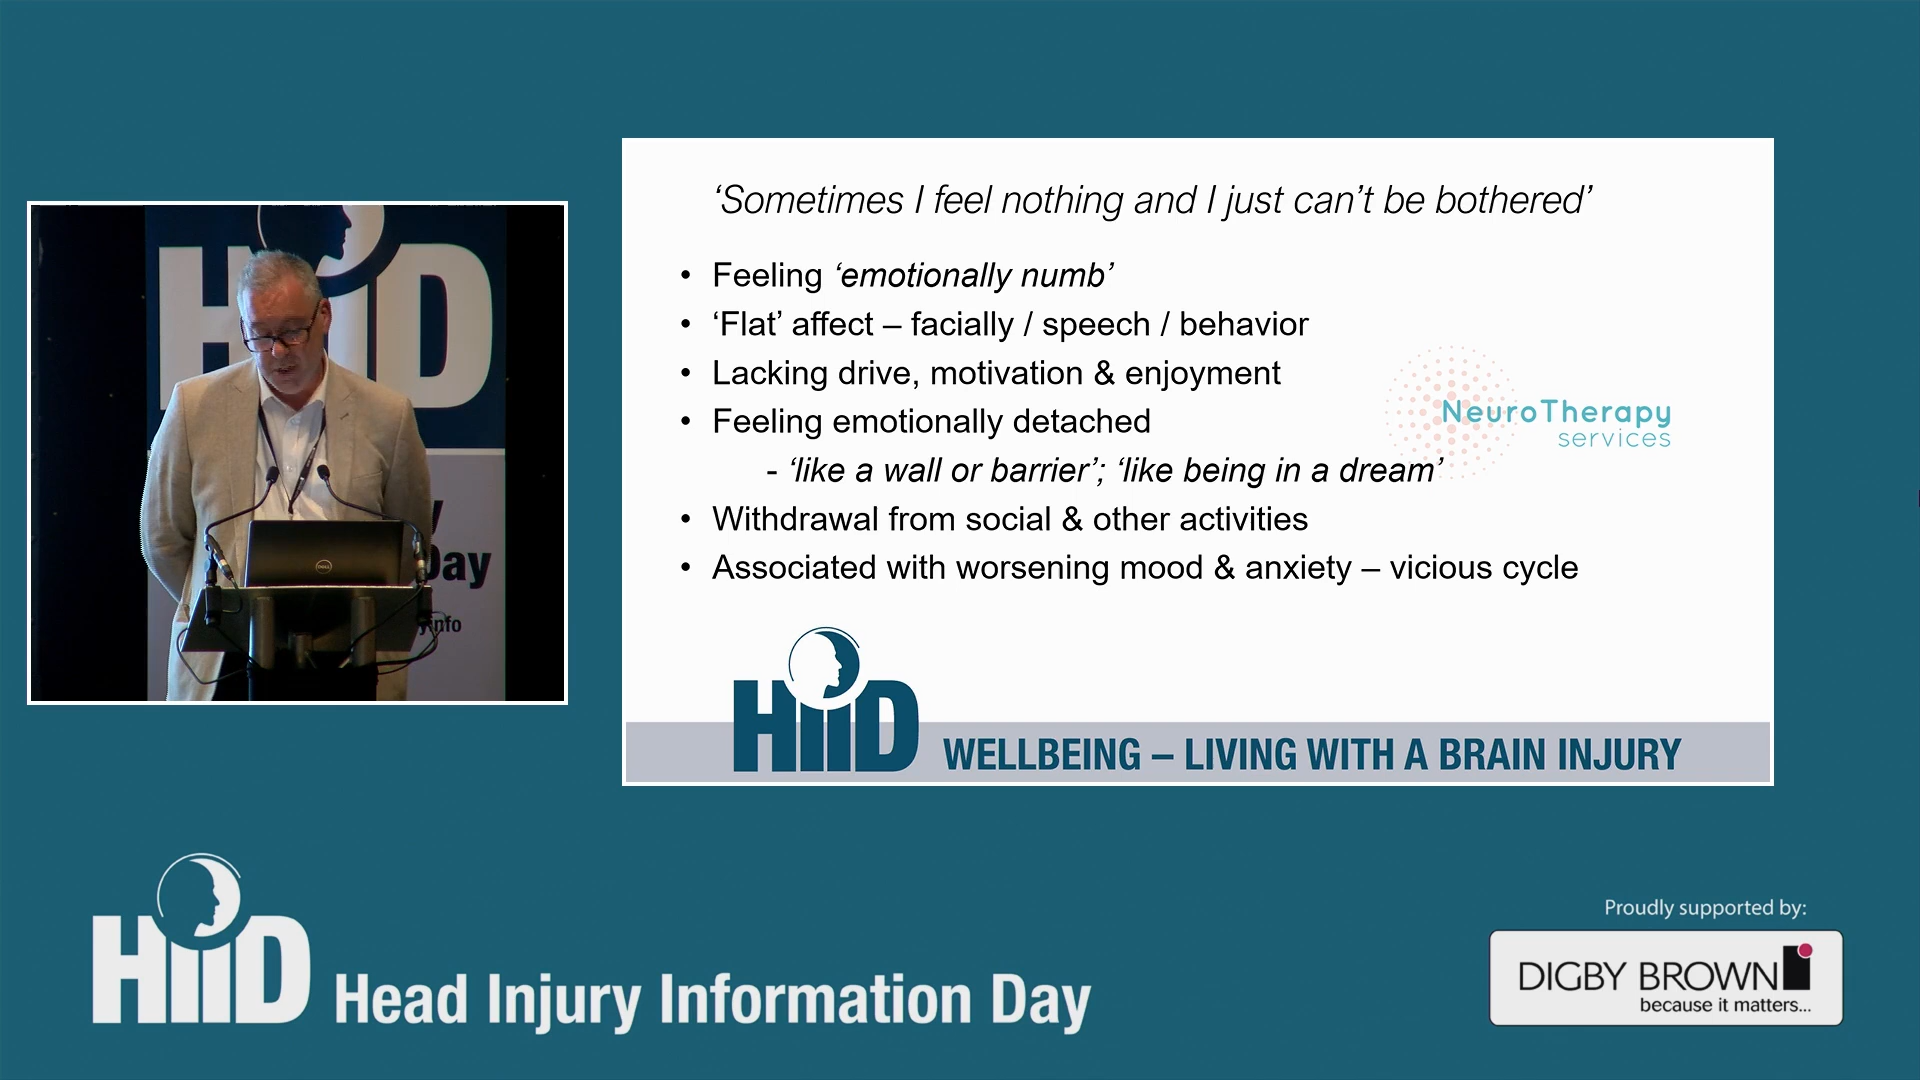 HiiD
y
Day
yinfo
DELL
‘Sometimes I feel nothing and I just can’t be bothered’
• Feeling ‘emotionally numb’
• ‘Flat’ affect – facially / speech / behavior
• Lacking drive, motivation & enjoyment
• Feeling emotionally detached
- ‘like a wall or barrier’; ‘like being in a dream’
• Withdrawal from social & other activities
• Associated with worsening mood & anxiety – vicious cycle
NeuroTherapy
services
HiiD
WELLBEING – LIVING WITH A BRAIN INJURY
HiiD
Head Injury Information Day
Proudly supported by:
DIGBY BROWN
because it matters...